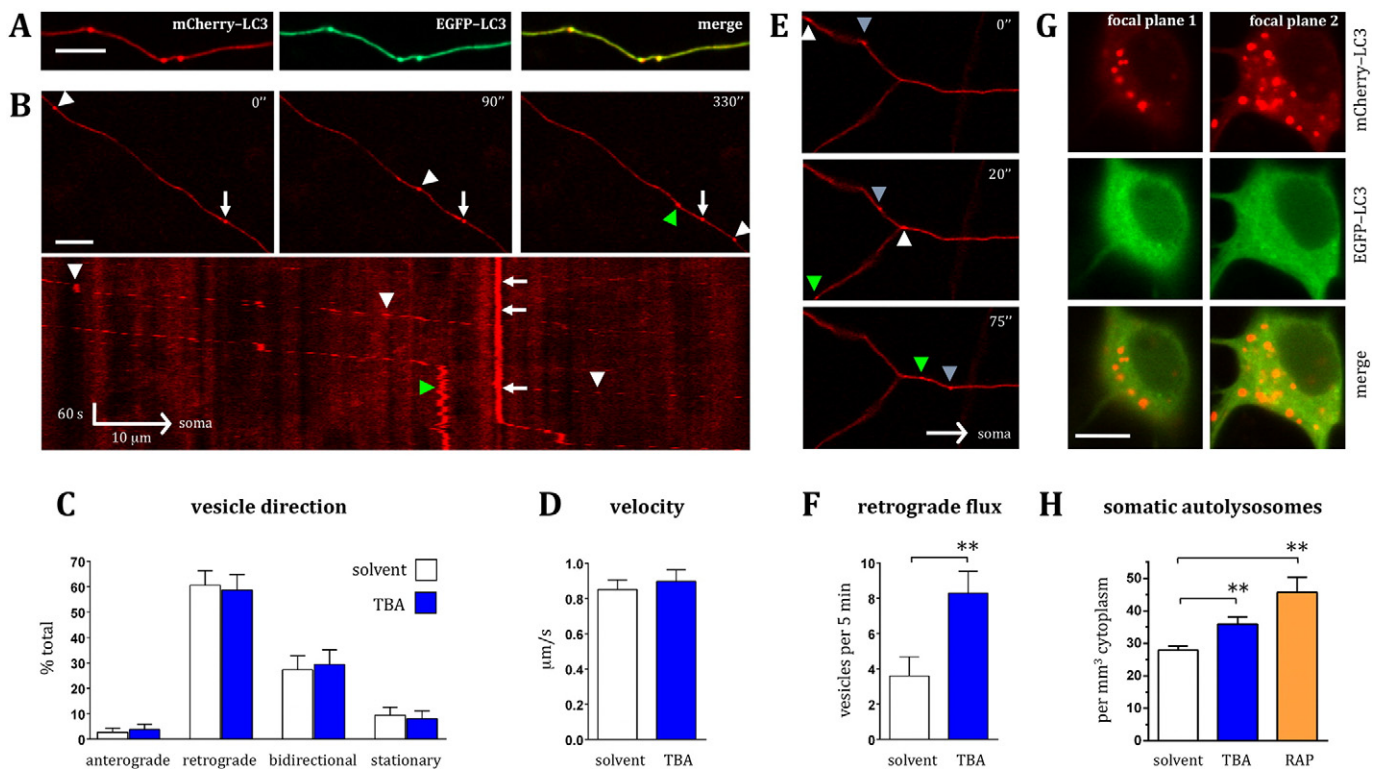 A
mCherry–LC3
EGFP–LC3
merge
B
0''
90''
330''
60 s
10 μm
soma
E
0''
20''
75''
soma
G
focal plane 1
focal plane 2
mCherry–LC3
EGFP–LC3
merge
C
vesicle direction
70
60
50
40
30
20
10
0
% total
solvent
TBA
anterograde
retrograde
bidirectional
stationary
D
velocity
1.0
0.8
0.6
0.4
0.2
0.0
μm/s
solvent
TBA
F
retrograde flux
**
10
8
6
4
2
0
vesicles per 5 min
solvent
TBA
H
somatic autolysosomes
**
**
50
40
30
20
10
0
per mm³ cytoplasm
solvent
TBA
RAP